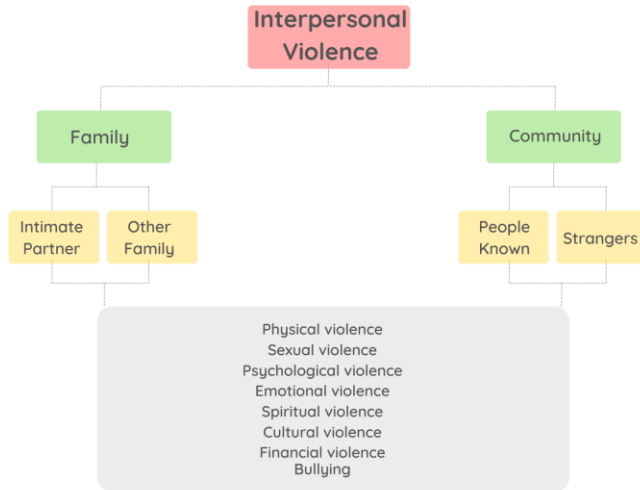 Interpersonal
Violence
Family
Community
Intimate
Partner
Other
Family
People
Known
Strangers
Physical violence
Sexual violence
Psychological violence
Emotional violence
Spiritual violence
Cultural violence
Financial violence
Bullying